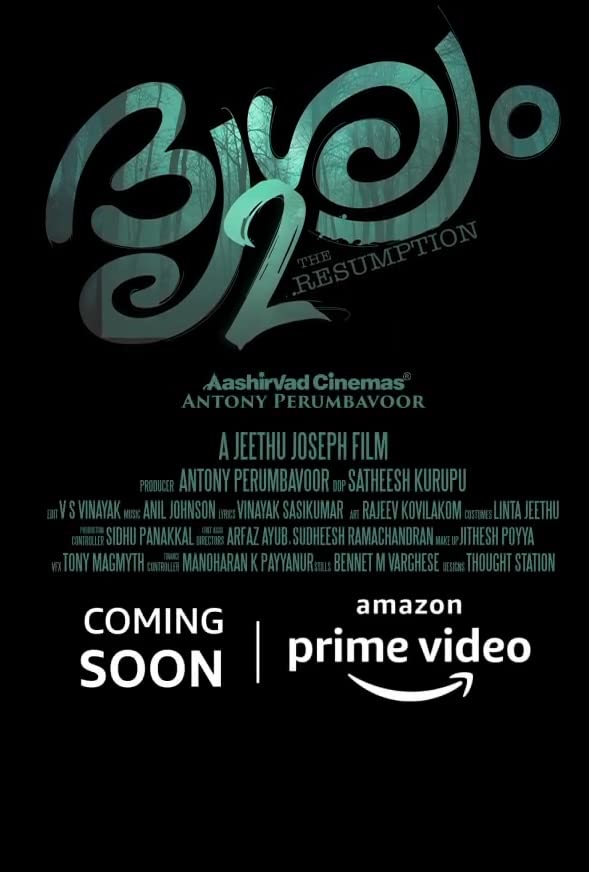 ദൃശ്യം 2
THE
RESUMPTION
Aashirvad Cinemas®
ANTONY PERUMBAVOOR
A JEETHU JOSEPH FILM
PRODUCER ANTONY PERUMBAVOOR DOP SATHEESH KURUPU
EDIT V S VINAYAK MUSIC ANIL JOHNSON LYRICS VINAYAK SASIKUMAR ART RAJEEV KOVILAKOM COSTUMES LINTA JEETHU
PRODUCTION CONTROLLER SIDHU PANAKKAL FIRST ASSO DIRECTORS ARFAZ AYUB. SUDHEESH RAMACHANDRAN MAKE UP JITHESH POYYA
VFX TONY MAGMYTH FINANCE CONTROLLER MANOHARAN K PAYYANUR STILLS BENNET M VARGHESE DESIGNS THOUGHT STATION
COMING
SOON
amazon
prime video